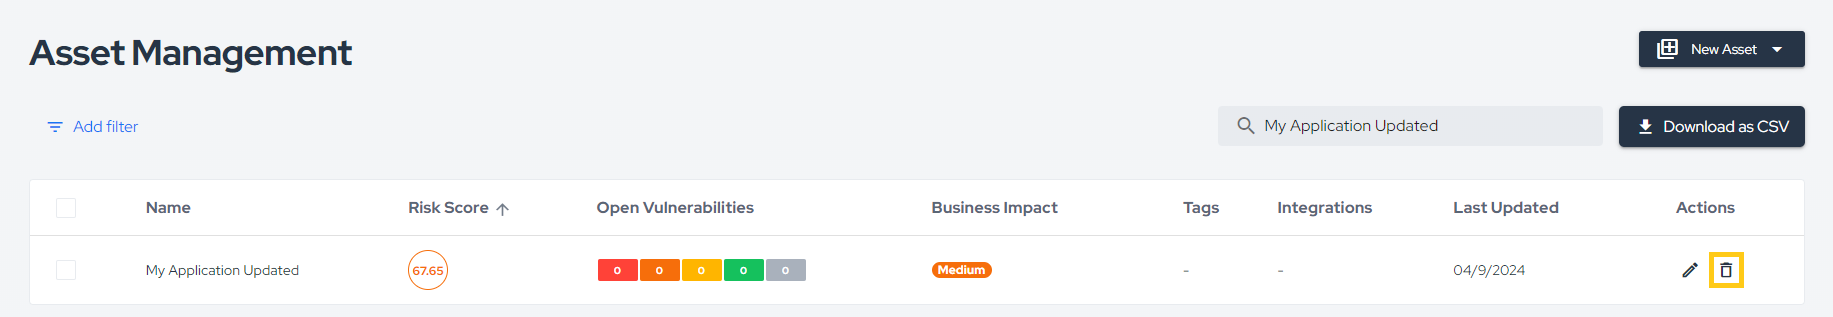 Asset Management
New Asset
Add filter
My Application Updated
Download as CSV
Name Risk Score Open Vulnerabilities Business Impact Tags Integrations Last Updated Actions
My Application Updated 67.65 0 0 0 0 0 Medium - - 04/9/2024